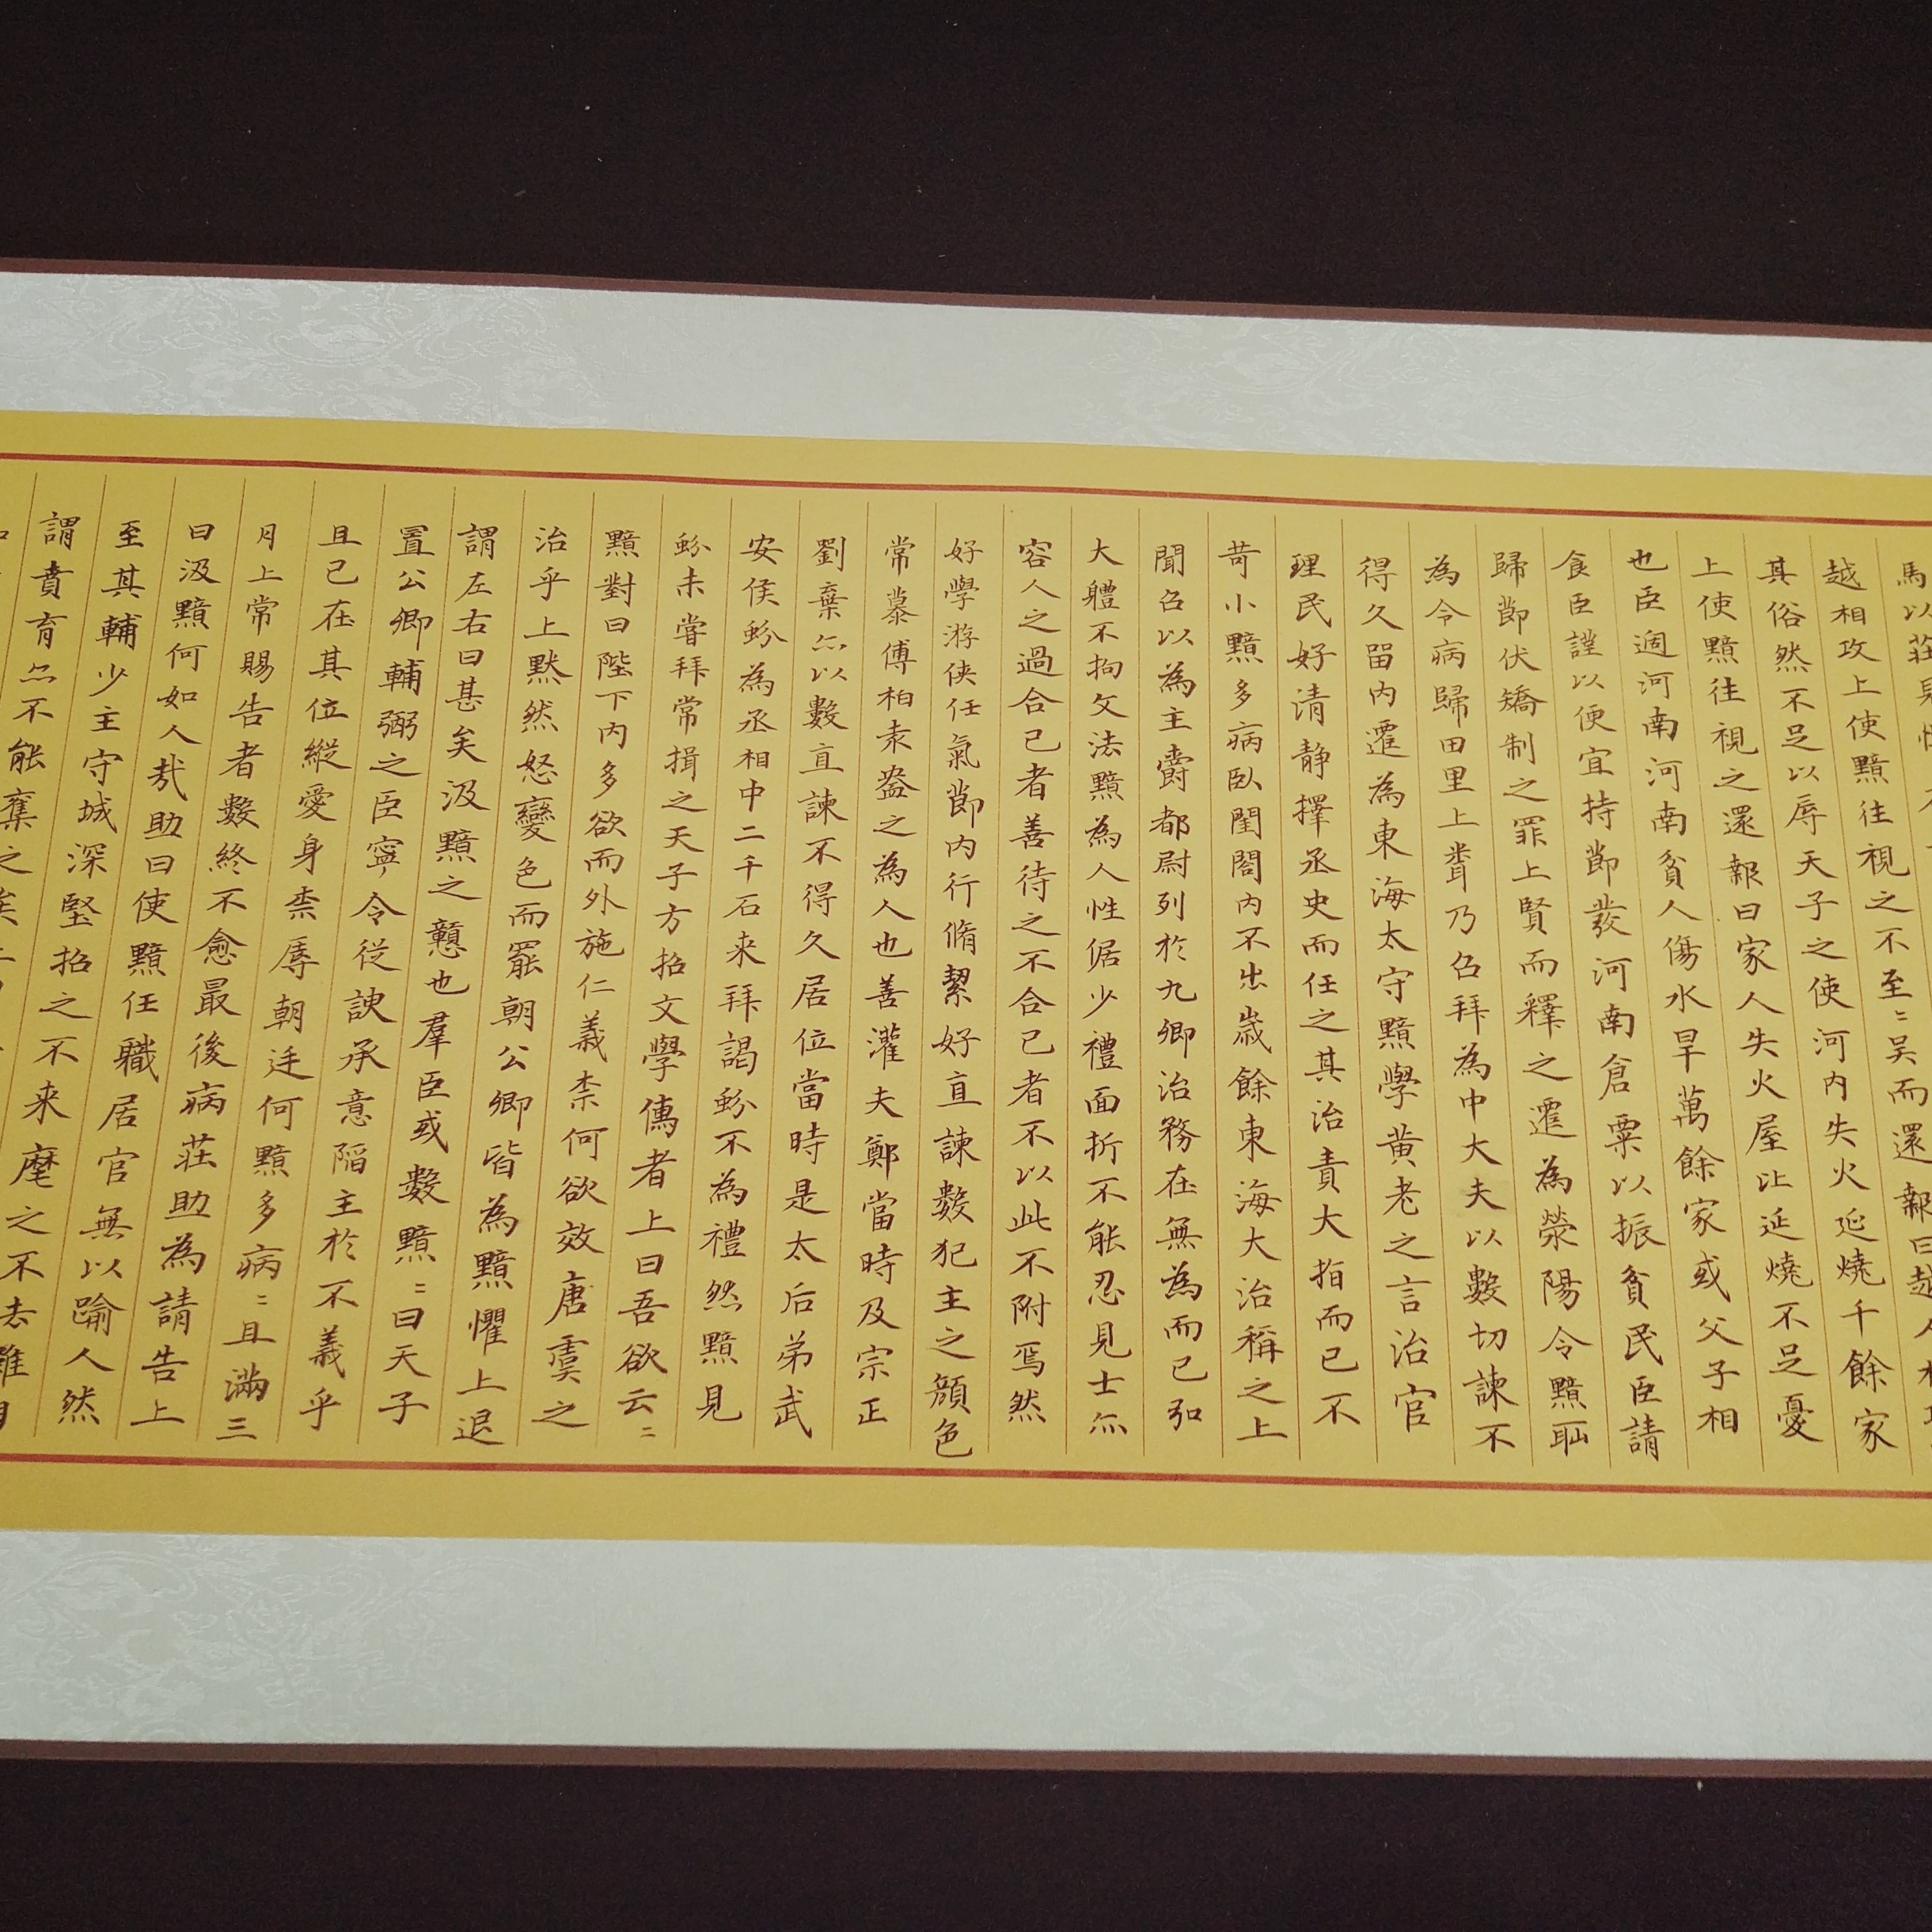 馬以莊見憚
越相攻上使黯往視之不至〻吳而還報曰越人相攻
其俗然不足以辱天子之使河内失火延燒千餘家
上使黯往視之還報曰家人失火屋比延燒不足憂
也臣過河南河南貧人傷水旱萬餘家或父子相
食臣謹以便宜持節發河南倉粟以振貧民臣請
歸節伏矯制之罪上賢而釋之遷為滎陽令黯恥
為令病歸田里上聞乃召拜為中大夫以數切諫不
得久留内遷為東海太守黯學黄老之言治官
理民好清静擇丞史而任之其治責大指而已不
苛小黯多病臥閨閤内不出歲餘東海大治稱之上
聞召以為主爵都尉列於九卿治務在無為而已弘
大軆不拘文法黯為人性倨少禮面折不能忍見士亦
容人之過合己者善待之不合己者不以此不附焉然
好學游俠任氣節内行脩絜好直諫數犯主之顔色
常慕傅柏袁盎之為人也善灌夫鄭當時及宗正
劉棄亦以數直諫不得久居位當時是太后弟武
安侯蚡為丞相中二千石来拜謁蚡不為禮然黯見
蚡未嘗拜常揖之天子方招文學儒者上曰吾欲云〻
黯對曰陛下内多欲而外施仁義柰何欲效唐虞之
治乎上默然怒變色而罷朝公卿皆為黯懼上退
謂左右曰甚矣汲黯之戇也羣臣或數黯〻曰天子
置公卿輔弼之臣寧令從諛承意陷主於不義乎
且已在其位縱愛身柰辱朝廷何黯多病〻且滿三
月上常賜告者數終不愈最後病莊助為請告上
曰汲黯何如人哉助曰使黯任職居官無以踰人然
至其輔少主守城深堅招之不来麾之不去雖自
謂賁育亦不能奪之矣